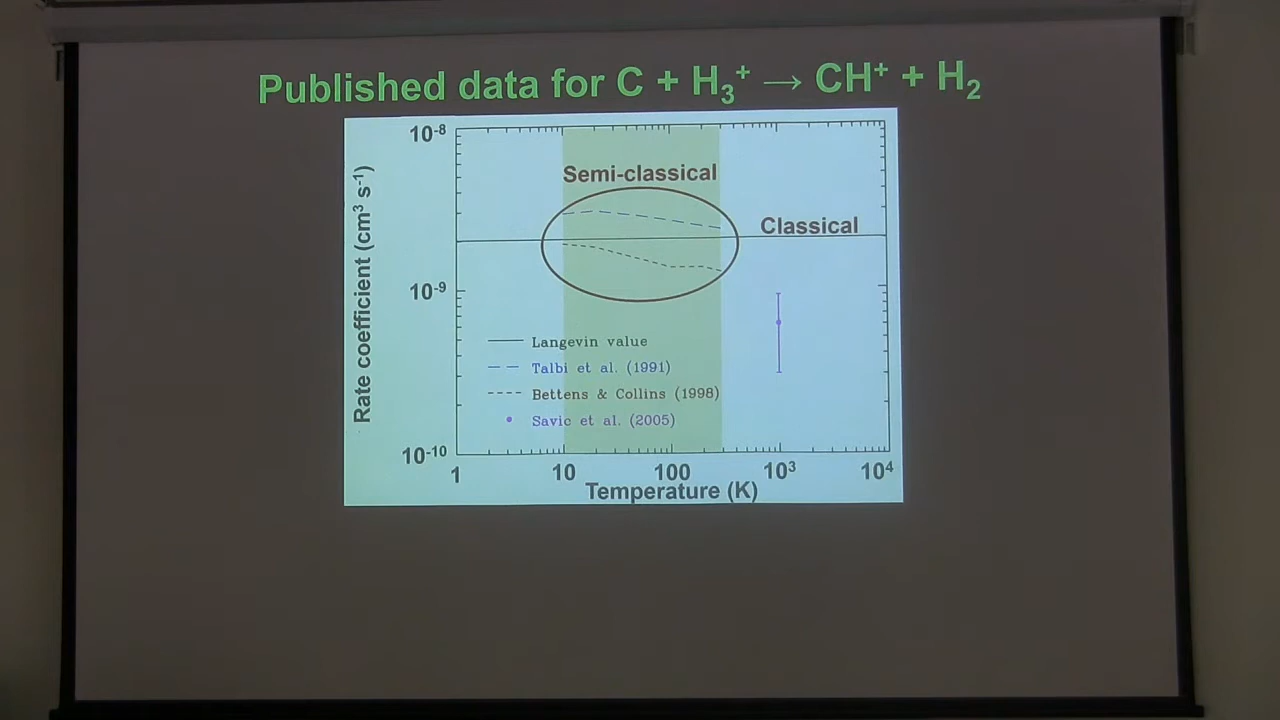 Published data for C + H₃⁺ → CH⁺ + H₂
10⁻⁸
Semi-classical
Classical
10⁻⁹
Rate coefficient (cm³ s⁻¹)
Langevin value
Talbi et al. (1991)
Bettens & Collins (1998)
Savic et al. (2005)
10⁻¹⁰
1 10 100 10³ 10⁴
Temperature (K)